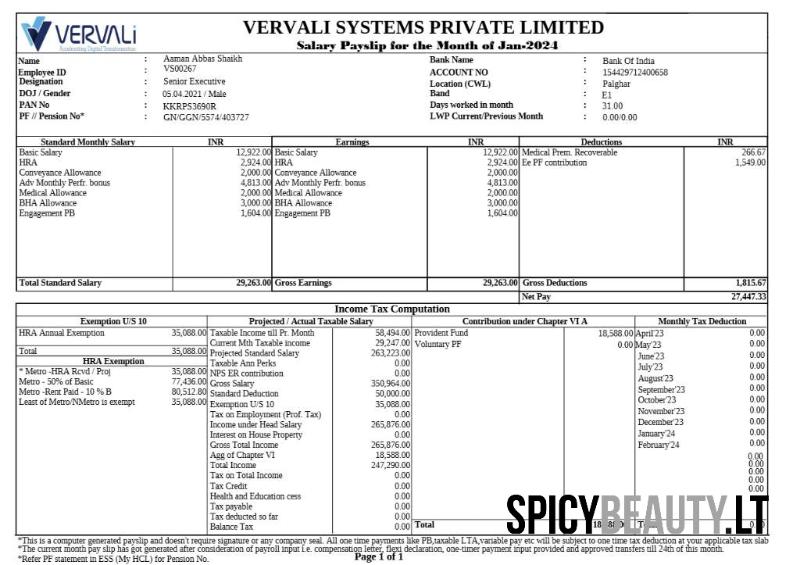 VERVALI
Accelerating Digital Transformation
VERVALI SYSTEMS PRIVATE LIMITED
Salary Payslip for the Month of Jan-2024
Name : Aaman Abbas Shaikh Bank Name : Bank Of India
Employee ID : VS00267 ACCOUNT NO : 154429712400658
Designation : Senior Executive Location (CWL) : Palghar
DOJ / Gender : 05.04.2021 / Male Band : E1
PAN No : KKRPS3690R Days worked in month : 31.00
PF // Pension No* : GN/GGN/5574/403727 LWP Current/Previous Month : 0.00/0.00
Standard Monthly Salary INR Earnings INR Deductions INR
Basic Salary 12,922.00 Basic Salary 12,922.00 Medical Prem. Recoverable 266.67
HRA 2,924.00 HRA 2,924.00 Ee PF contribution 1,549.00
Conveyance Allowance 2,000.00 Conveyance Allowance 2,000.00
Adv Monthly Perfr. bonus 4,813.00 Adv Monthly Perfr. bonus 4,813.00
Medical Allowance 2,000.00 Medical Allowance 2,000.00
BHA Allowance 3,000.00 BHA Allowance 3,000.00
Engagement PB 1,604.00 Engagement PB 1,604.00
Total Standard Salary 29,263.00 Gross Earnings 29,263.00 Gross Deductions 1,815.67
Net Pay 27,447.33
Income Tax Computation
Exemption U/S 10 Projected / Actual Taxable Salary Contribution under Chapter VI A Monthly Tax Deduction
HRA Annual Exemption 35,088.00 Taxable Income till Pr. Month 58,494.00 Provident Fund 18,588.00 April'23 0.00
Current Mth Taxable income 29,247.00 Voluntary PF 0.00 May'23 0.00
Total 35,088.00 Projected Standard Salary 263,223.00 June'23 0.00
HRA Exemption Taxable Ann Perks 0.00 July'23 0.00
* Metro -HRA Rcvd / Proj 35,088.00 NPS ER contribution 0.00 August'23 0.00
Metro - 50% of Basic 77,436.00 Gross Salary 350,964.00 September'23 0.00
Metro -Rent Paid - 10 % B 80,512.80 Standard Deduction 50,000.00 October'23 0.00
Least of Metro/NMetro is exempt 35,088.00 Exemption U/S 10 35,088.00 November'23 0.00
Tax on Employment (Prof. Tax) 0.00 December'23 0.00
Income under Head Salary 265,876.00 January'24 0.00
Interest on House Property 0.00 February'24 0.00
Gross Total Income 265,876.00 0.00
Agg of Chapter VI 18,588.00 0.00
Total Income 247,290.00 0.00
Tax on Total Income 0.00 0.00
Tax Credit 0.00 0.00
Health and Education cess 0.00
Tax payable 0.00
Tax deducted so far 0.00
Balance Tax 0.00 Total
SPICYBEAUTY.LT
*This is a computer generated payslip and doesn't require signature or any company seal. All one time payments like PB,taxable LTA,variable pay etc will be subject to one time tax deduction at your applicable tax slab
*The current month pay slip has got generated after consideration of payroll input i.e. compensation letter, flexi declaration, one-timer payment input provided and approved transfers till 24th of this month.
*Refer PF statement in ESS (My HCL) for Pension No.
Page 1 of 1